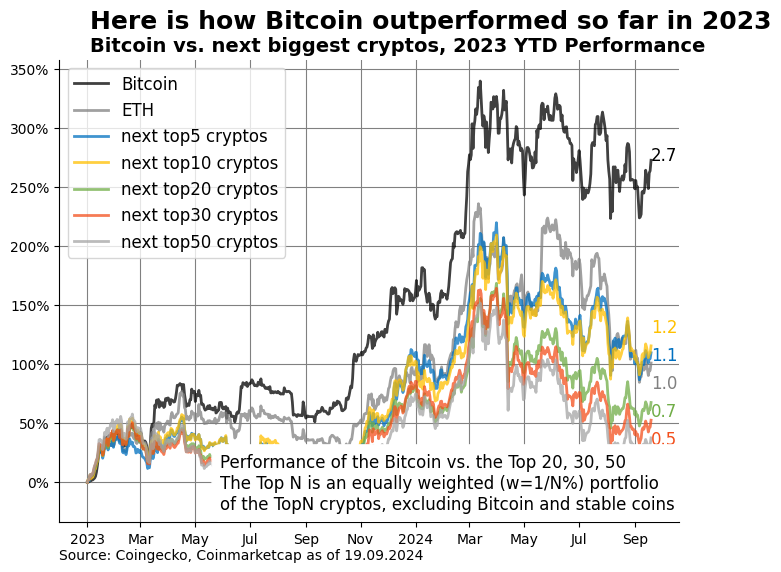 Here is how Bitcoin outperformed so far in 2023
Bitcoin vs. next biggest cryptos, 2023 YTD Performance
350%
300%
250%
200%
150%
100%
50%
0%
Bitcoin
ETH
next top5 cryptos
next top10 cryptos
next top20 cryptos
next top30 cryptos
next top50 cryptos
2.7
1.2
1.1
1.0
0.7
0.5
Performance of the Bitcoin vs. the Top 20, 30, 50
The Top N is an equally weighted (w=1/N%) portfolio
of the TopN cryptos, excluding Bitcoin and stable coins
2023 Mar May Jul Sep Nov 2024 Mar May Jul Sep
Source: Coingecko, Coinmarketcap as of 19.09.2024